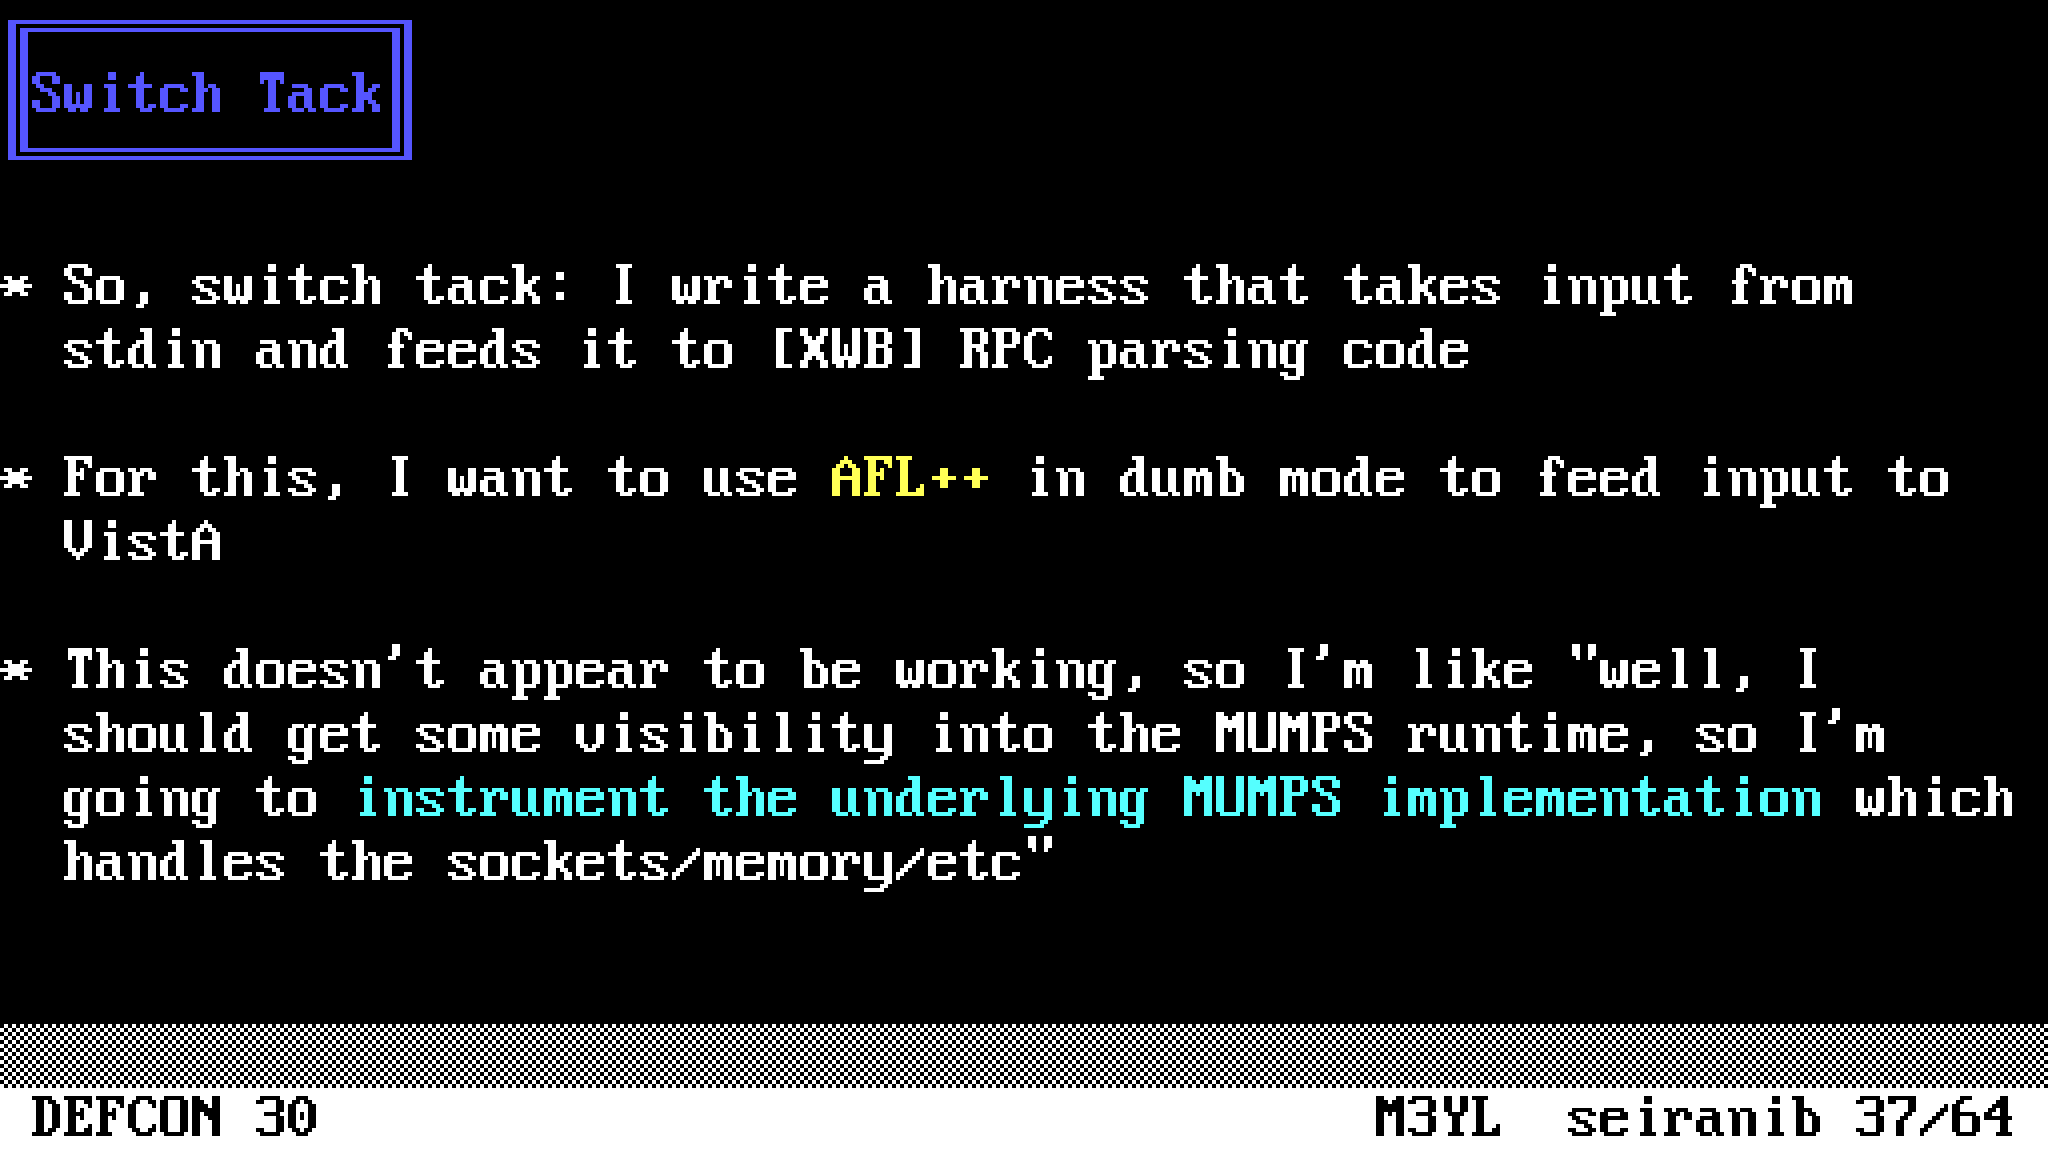 Switch Tack
* So, switch tack: I write a harness that takes input from
stdin and feeds it to [XWB] RPC parsing code
* For this, I want to use AFL++ in dumb mode to feed input to
VistA
* This doesn't appear to be working, so I'm like "well, I
should get some visibility into the MUMPS runtime, so I'm
going to instrument the underlying MUMPS implementation which
handles the sockets/memory/etc"
DEFCON 30 M3YL seiranib 37/64